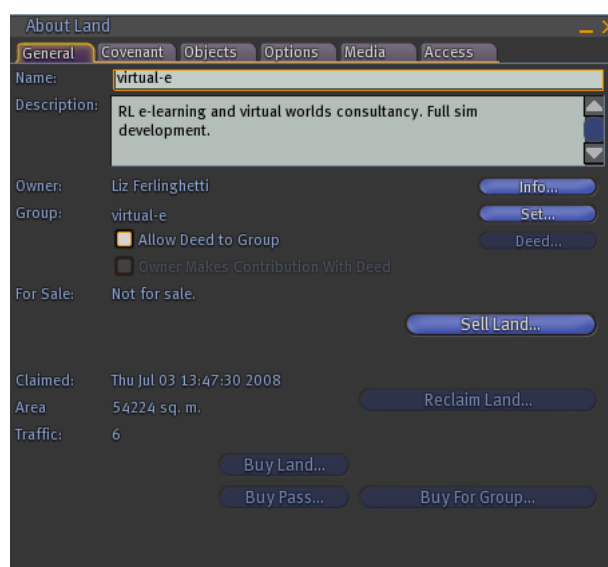 About Land
General Covenant Objects Options Media Access
Name: virtual-e
Description: RL e-learning and virtual worlds consultancy. Full sim
development.
Owner: Liz Ferlinghetti Info...
Group: virtual-e Set...
Allow Deed to Group Deed...
Owner Makes Contribution With Deed
For Sale: Not for sale.
Sell Land...
Claimed: Thu Jul 03 13:47:30 2008
Reclaim Land...
Area 54224 sq. m.
Traffic: 6
Buy Land...
Buy Pass... Buy For Group...